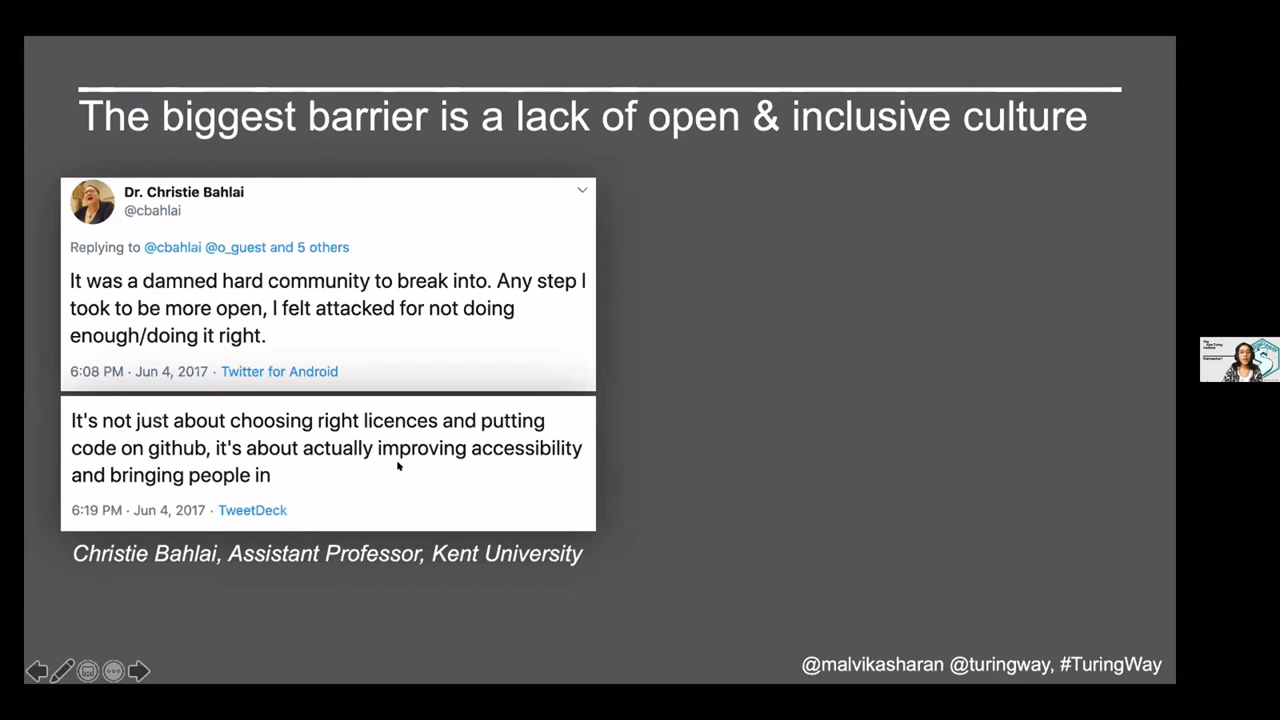 The biggest barrier is a lack of open & inclusive culture
Dr. Christie Bahlai
@cbahlai
Replying to @cbahlai @o_guest and 5 others
It was a damned hard community to break into. Any step I
took to be more open, I felt attacked for not doing
enough/doing it right.
6:08 PM · Jun 4, 2017 · Twitter for Android
It's not just about choosing right licences and putting
code on github, it's about actually improving accessibility
and bringing people in
6:19 PM · Jun 4, 2017 · TweetDeck
Christie Bahlai, Assistant Professor, Kent University
@malvikasharan @turingway, #TuringWay